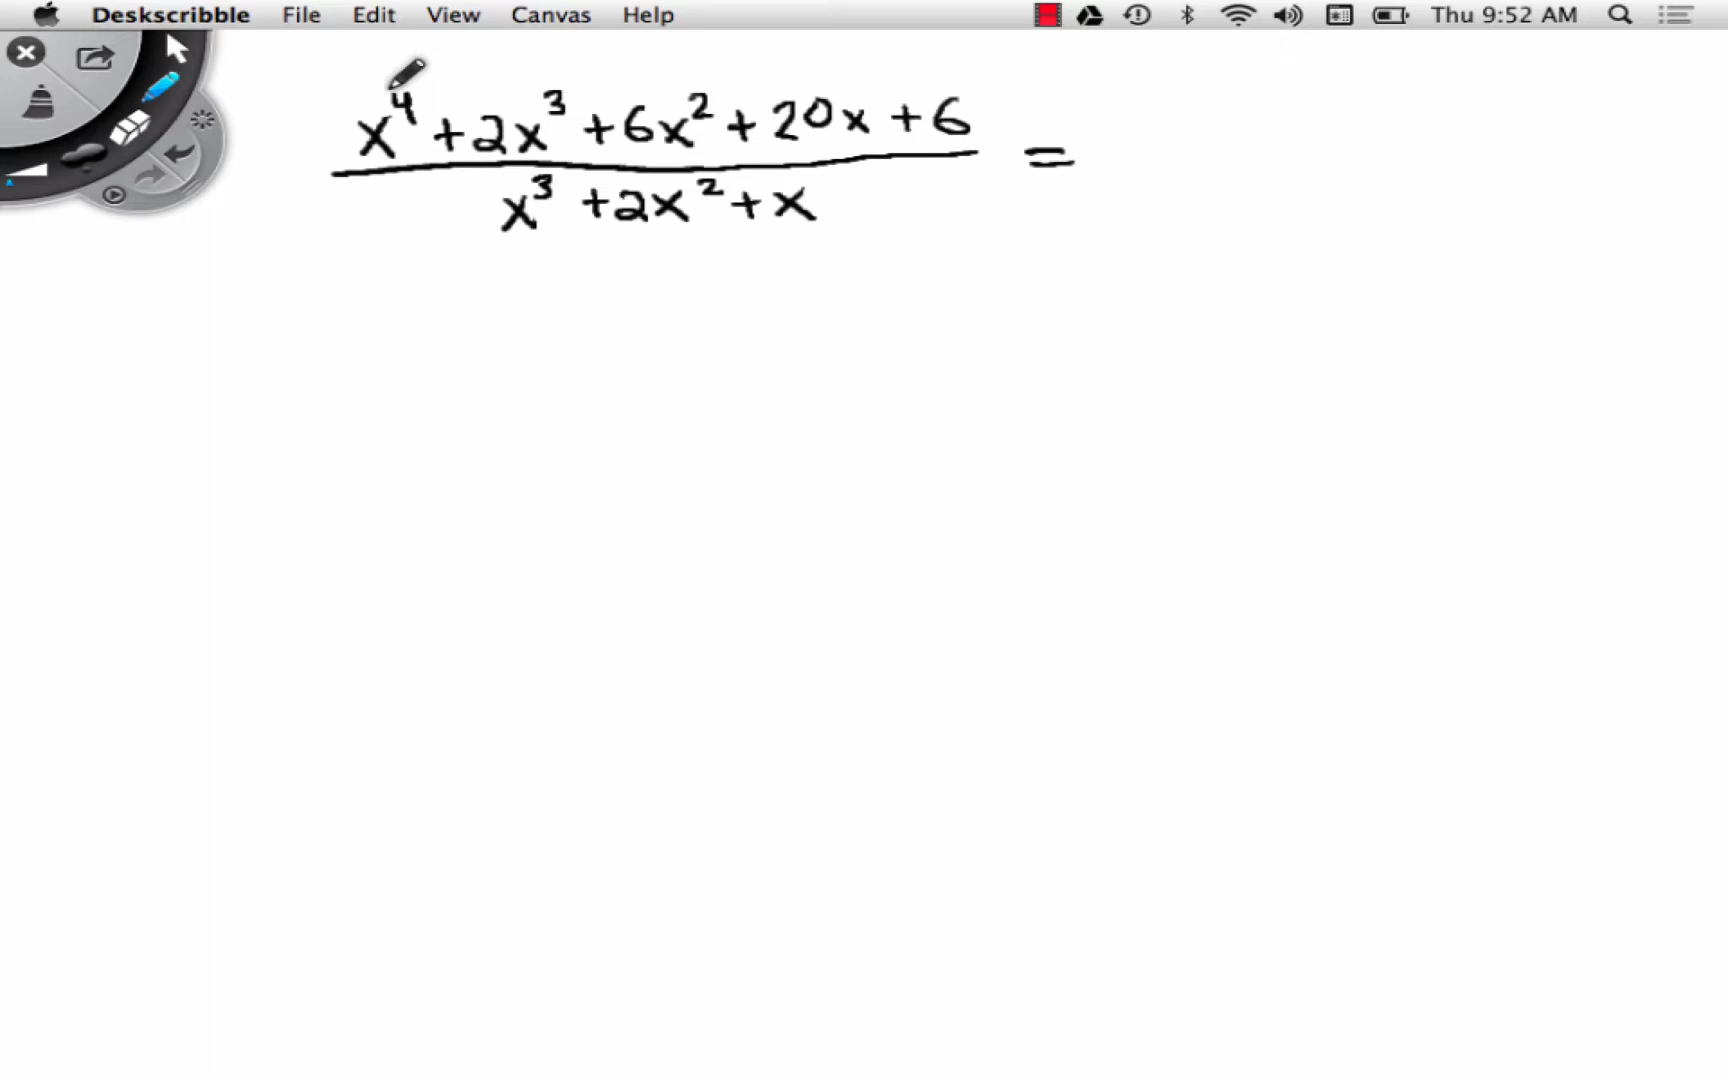 Deskscribble File Edit View Canvas Help Thu 9:52 AM
x⁴ + 2x³ + 6x² + 20x + 6 =
x³ + 2x² + x